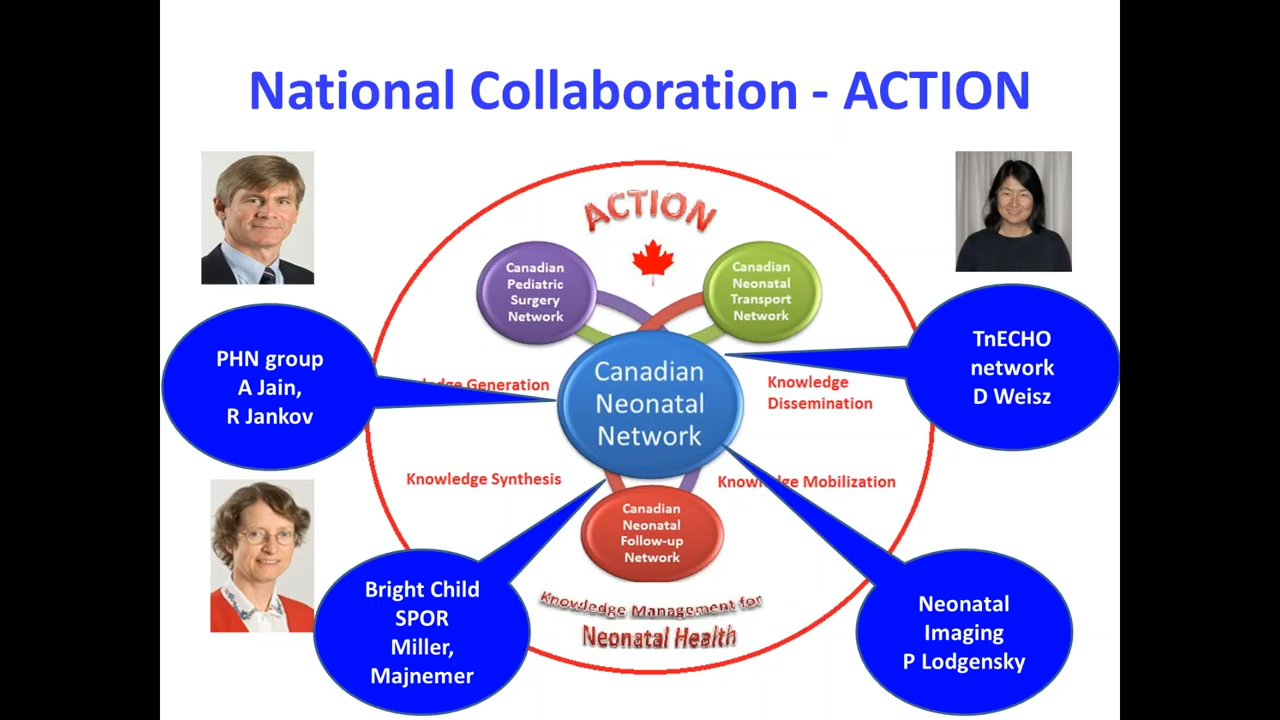 National Collaboration - ACTION
ACTION
Canadian
Pediatric
Surgery
Network
Canadian
Neonatal
Transport
Network
PHN group
A Jain,
R Jankov
TnECHO
network
D Weisz
Canadian
Neonatal
Network
Generation
Knowledge
Dissemination
Knowledge Synthesis
Mobilization
Canadian
Neonatal
Follow-up
Network
Bright Child
SPOR
Miller,
Majnemer
Neonatal
Imaging
P Lodgensky
Knowledge Management for
Neonatal Health